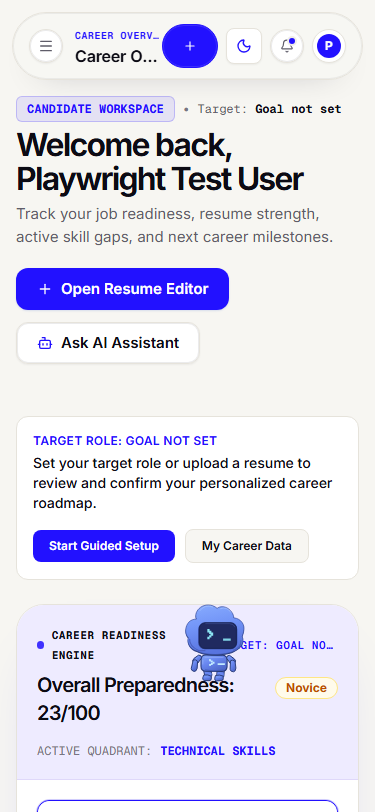 CAREER OVERV…
Career O…
P
CANDIDATE WORKSPACE • Target: Goal not set
Welcome back,
Playwright Test User
Track your job readiness, resume strength,
active skill gaps, and next career milestones.
Open Resume Editor
Ask AI Assistant
TARGET ROLE: GOAL NOT SET
Set your target role or upload a resume to
review and confirm your personalized career
roadmap.
Start Guided Setup
My Career Data
CAREER READINESS
ENGINE
GET: GOAL NO…
Overall Preparedness:
23/100
Novice
ACTIVE QUADRANT: TECHNICAL SKILLS